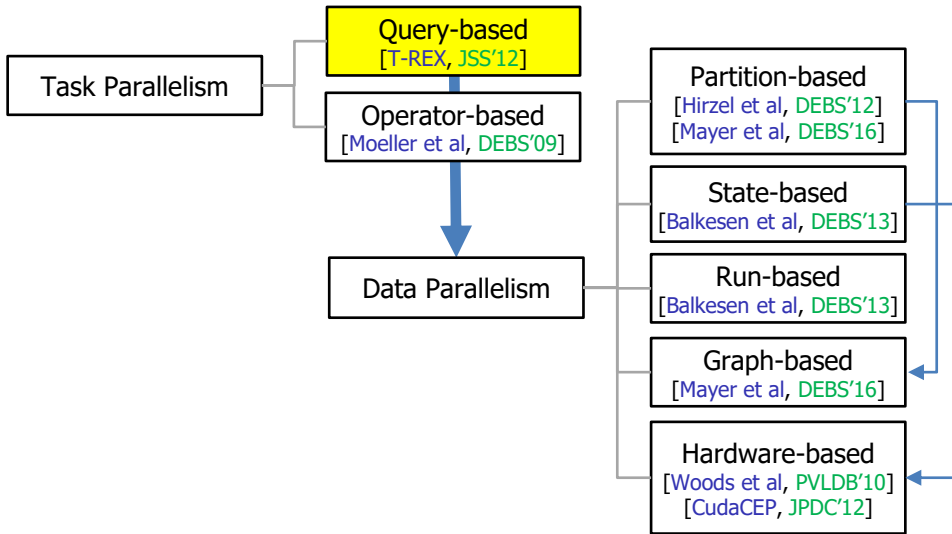 Query-based
[T-REX, JSS'12]
Task Parallelism
Operator-based
[Moeller et al, DEBS'09]
Data Parallelism
Partition-based
[Hirzel et al, DEBS'12]
[Mayer et al, DEBS'16]
State-based
[Balkesen et al, DEBS'13]
Run-based
[Balkesen et al, DEBS'13]
Graph-based
[Mayer et al, DEBS'16]
Hardware-based
[Woods et al, PVLDB'10]
[CudaCEP, JPDC'12]